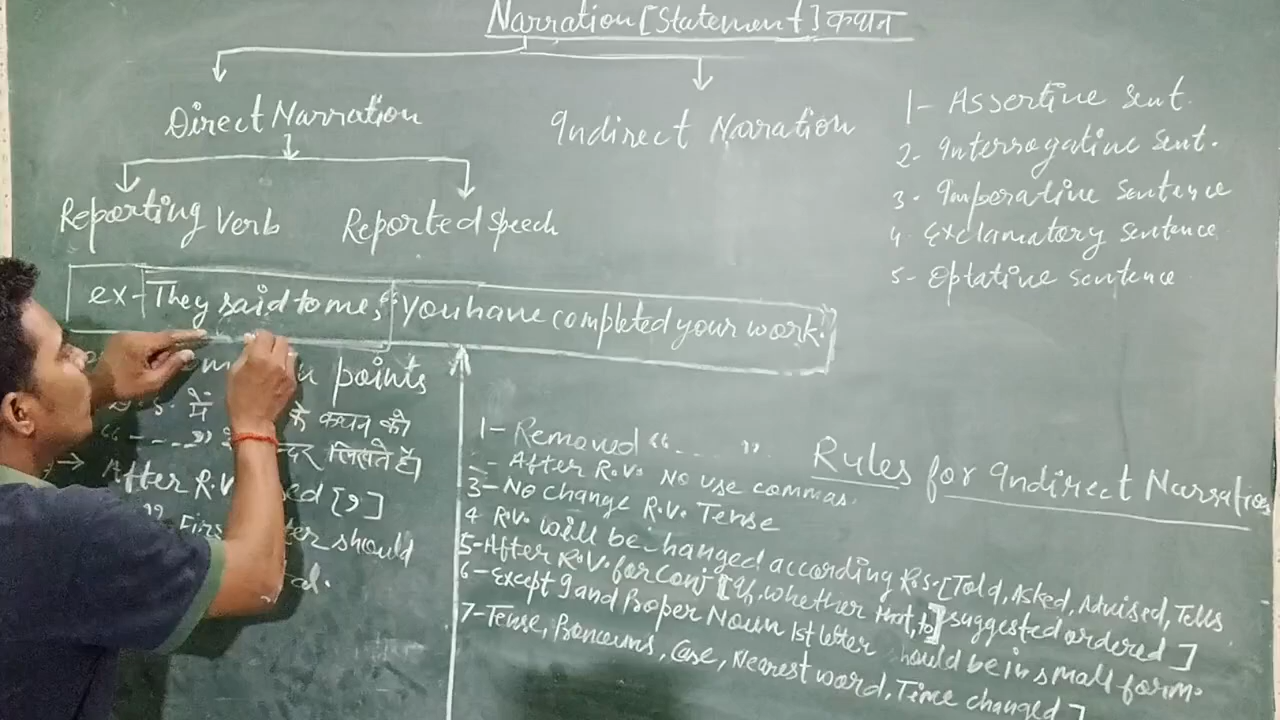 Narration [Statement] कथन
Direct Narration
Indirect Narration
Reporting Verb
Reported Speech
1- Assertive Sent.
2- Interrogative Sent.
3- Imperative Sentence
4- Exclamatory Sentence
5- Optative Sentence
ex- They said to me, "You have completed your work."
points
में के कथन को
"----" लिखते हैं।
→ After R.V. [,]
should
1- Removed "......".
- After R.V. No use commas.
3- No change R.V. Tense
4 R.V. will be changed according R.S. [Told, Asked, Advised, Tells
suggested ordered]
5- After R.V. for Conj [If, whether that, to]
6- Except I and Proper Noun 1st letter should be in small form.
7- Tense, Pronouns, Case, Nearest word, Time changed]
Rules for Indirect Narration